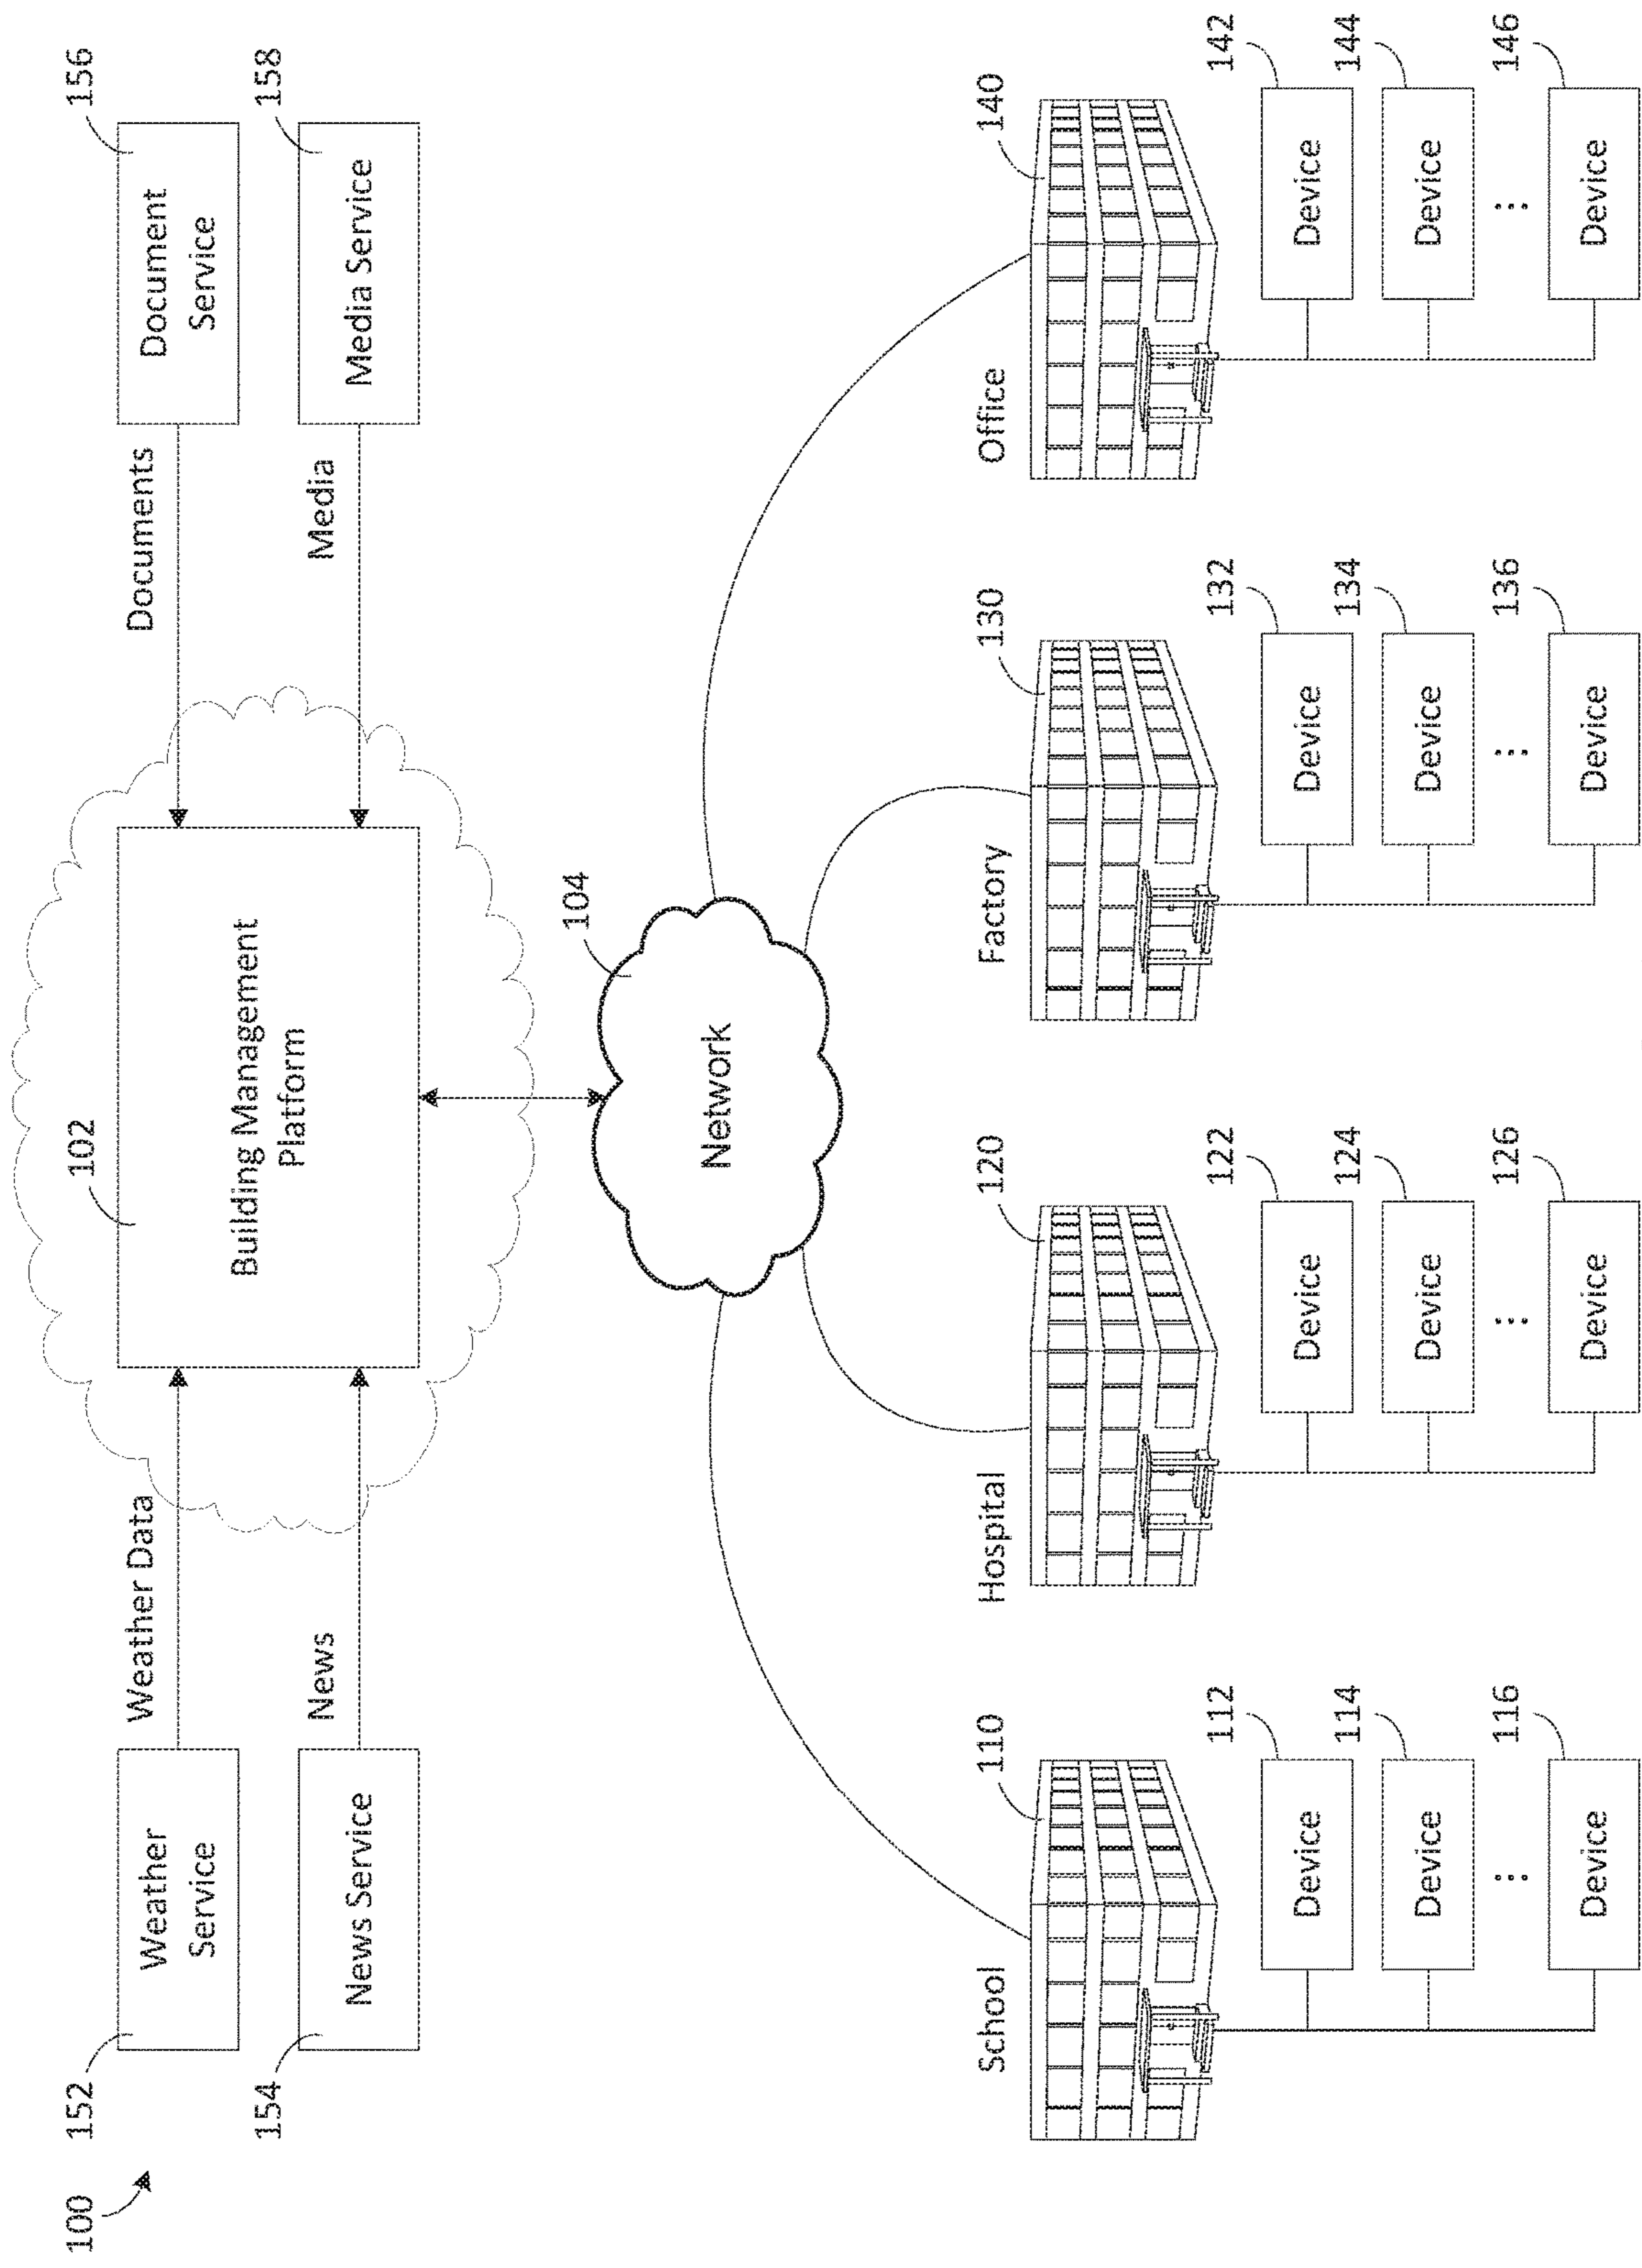 100
152
Weather
Service
Weather Data
154
News Service
News
102
Building Management
Platform
156
Document
Service
Documents
158
Media Service
Media
104
Network
School
110
Device
112
Device
114
Device
116
Hospital
120
Device
122
Device
124
Device
126
Factory
130
Device
132
Device
134
Device
136
Office
140
Device
142
Device
144
Device
146